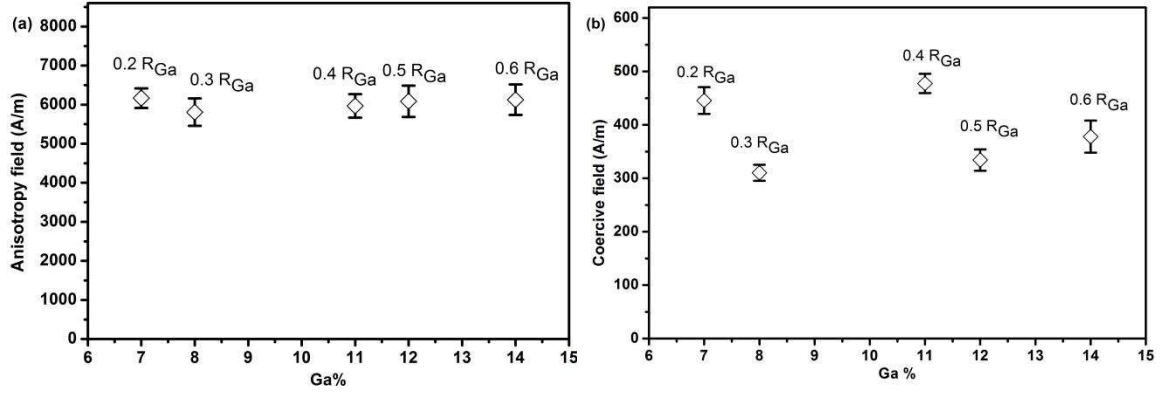 (a)
Anisotropy field (A/m)
8000
7000
6000
5000
4000
3000
2000
1000
0
0.2 RGa
0.3 RGa
0.4 RGa
0.5 RGa
0.6 RGa
6 7 8 9 10 11 12 13 14 15
Ga%
(b)
Coercive field (A/m)
600
500
400
300
200
100
0
0.2 RGa
0.3 RGa
0.4 RGa
0.5 RGa
0.6 RGa
6 7 8 9 10 11 12 13 14 15
Ga %